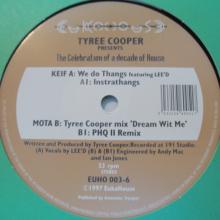 EukoHouse
TYREE COOPER
PRESENTS
The Celebration of a decade of House
KEIF A: We do Thangs featuring LEE'D
A1: Instrathangs
MOTA B: Tyree Cooper mix 'Dream Wit Me'
B1: PHQ II Remix
Written and Produced by Tyree Cooper. Recorded at 191 Studio.
(A) Vocals by LEE'D (B) & (B1) Engineered by Andy Mac
and Ian Jones
33 rpm
STEREO
EUHO 003-6
© 1997 EukoHouse